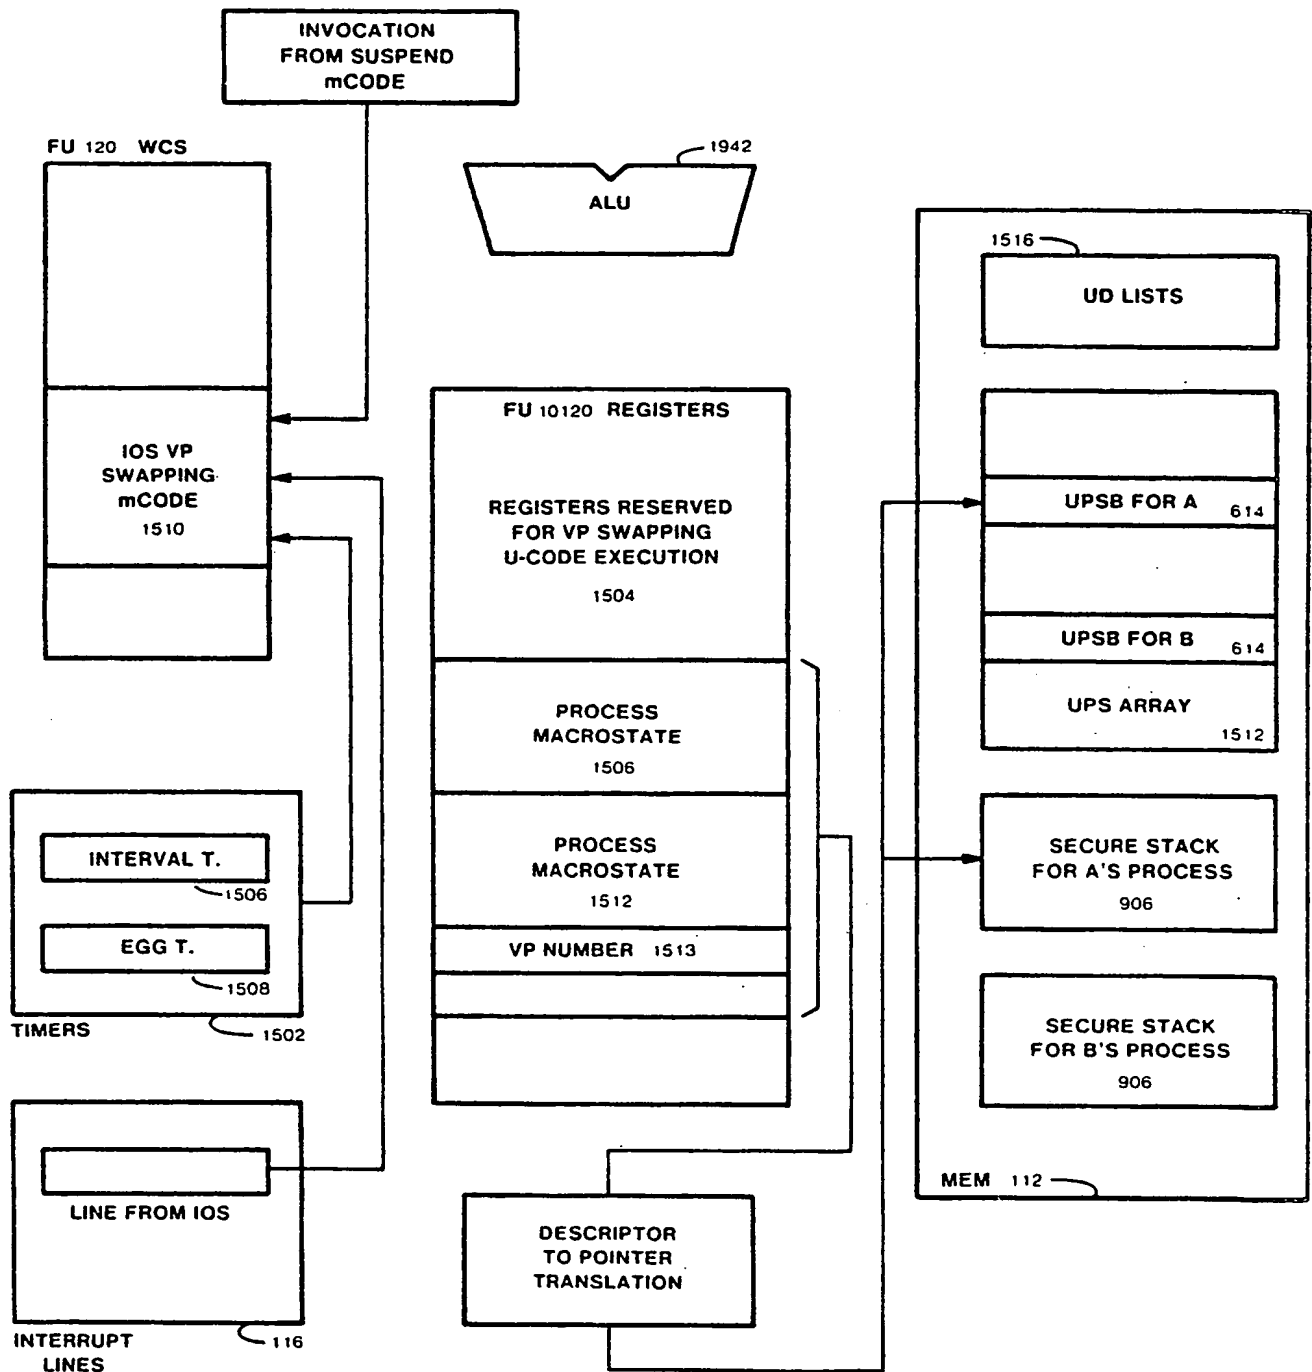 INVOCATION
FROM SUSPEND
mCODE
FU 120 WCS
IOS VP
SWAPPING
mCODE
1510
1942
ALU
FU 10120 REGISTERS
REGISTERS RESERVED
FOR VP SWAPPING
U-CODE EXECUTION
1504
PROCESS
MACROSTATE
1506
PROCESS
MACROSTATE
1512
VP NUMBER 1513
INTERVAL T.
1506
EGG T.
1508
TIMERS
1502
LINE FROM IOS
INTERRUPT
LINES
116
DESCRIPTOR
TO POINTER
TRANSLATION
1516
UD LISTS
UPSB FOR A 614
UPSB FOR B 614
UPS ARRAY
1512
SECURE STACK
FOR A'S PROCESS
906
SECURE STACK
FOR B'S PROCESS
906
MEM 112